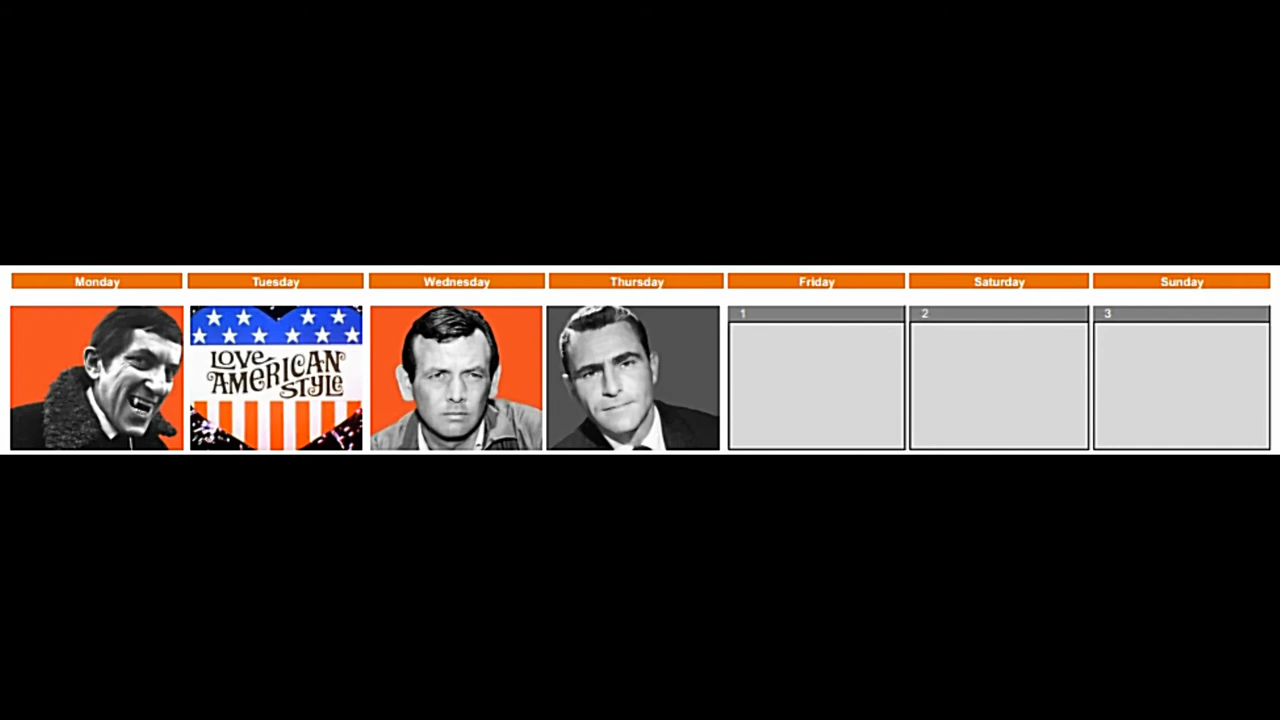 Monday
Tuesday
Wednesday
Thursday
Friday
Saturday
Sunday
LOVE,
AMERICAN
STYLE
1
2
3